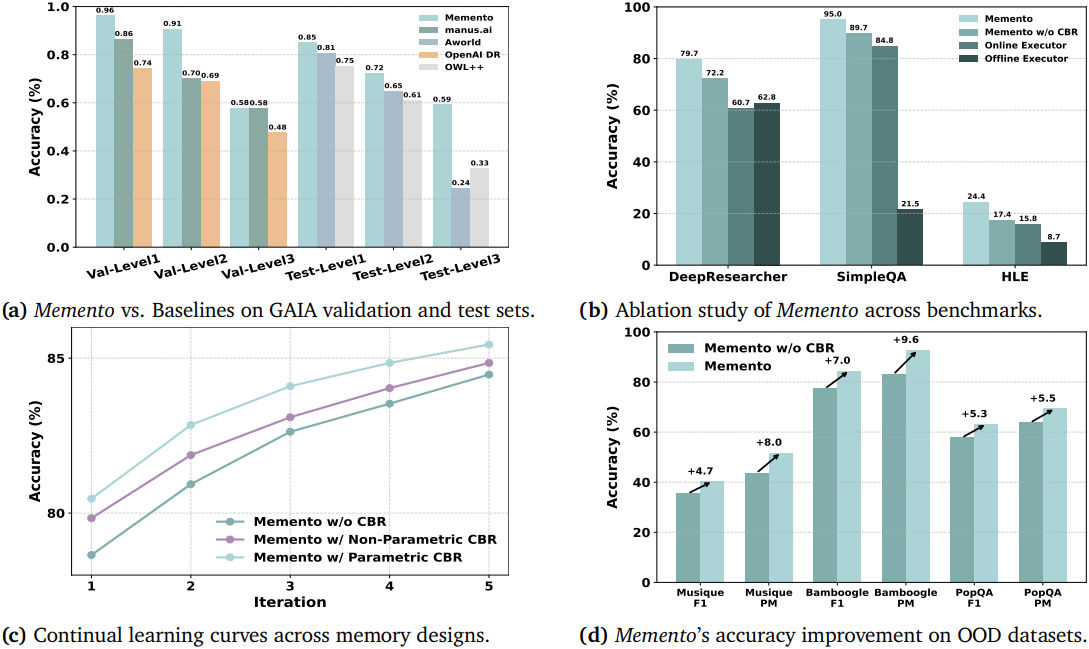 Accuracy (%)
1.0
0.8
0.6
0.4
0.2
0.0
0.96
0.86
0.74
0.91
0.70
0.69
0.58
0.58
0.48
0.85
0.81
0.75
0.72
0.65
0.61
0.59
0.24
0.33
Memento
manus.ai
Aworld
OpenAI DR
OWL++
Val-Level1
Val-Level2
Val-Level3
Test-Level1
Test-Level2
Test-Level3
(a) Memento vs. Baselines on GAIA validation and test sets.
Accuracy (%)
100
80
60
40
20
0
79.7
72.2
60.7
62.8
95.0
89.7
84.8
21.5
24.4
17.4
15.8
8.7
Memento
Memento w/o CBR
Online Executor
Offline Executor
DeepResearcher
SimpleQA
HLE
(b) Ablation study of Memento across benchmarks.
Accuracy (%)
85
80
Memento w/o CBR
Memento w/ Non-Parametric CBR
Memento w/ Parametric CBR
1
2
3
4
5
Iteration
(c) Continual learning curves across memory designs.
Accuracy (%)
100
80
60
40
20
0
Memento w/o CBR
Memento
+4.7
+8.0
+7.0
+9.6
+5.3
+5.5
Musique
F1
Musique
PM
Bamboogle
F1
Bamboogle
PM
PopQA
F1
PopQA
PM
(d) Memento's accuracy improvement on OOD datasets.